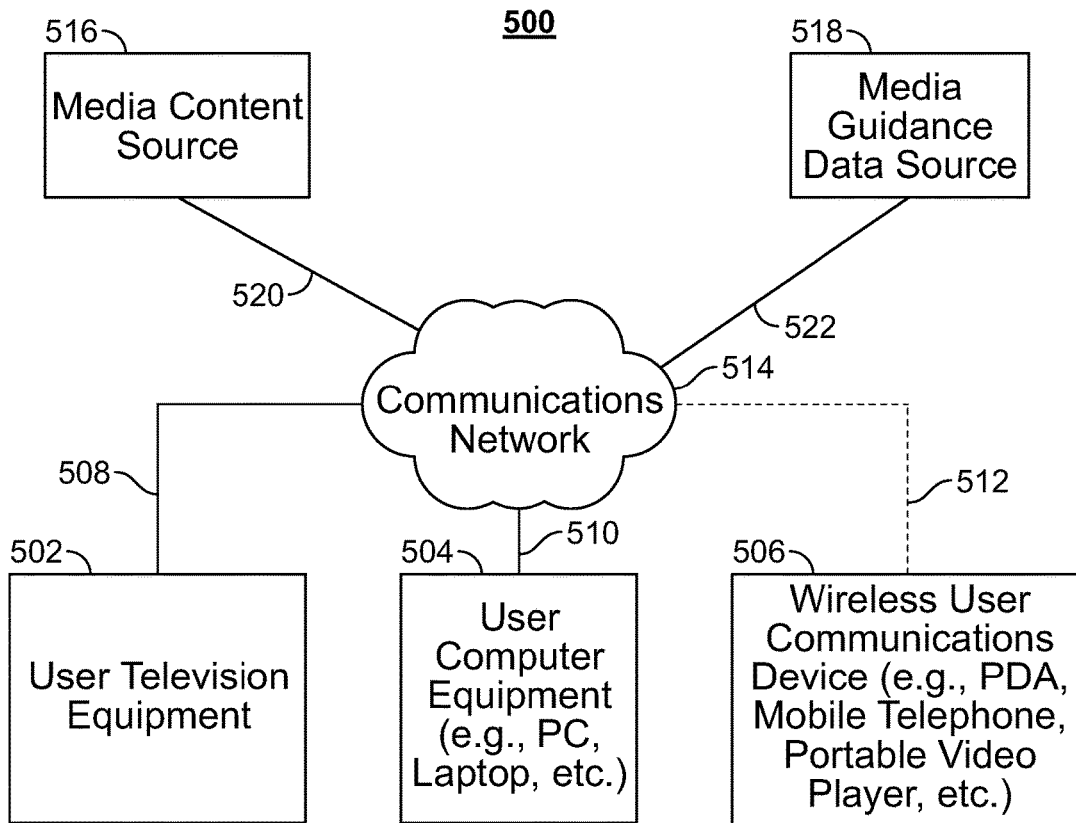 500
516
Media Content
Source
518
Media
Guidance
Data Source
520
522
514
Communications
Network
508
510
512
502
User Television
Equipment
504
User
Computer
Equipment
(e.g., PC,
Laptop, etc.)
506
Wireless User
Communications
Device (e.g., PDA,
Mobile Telephone,
Portable Video
Player, etc.)